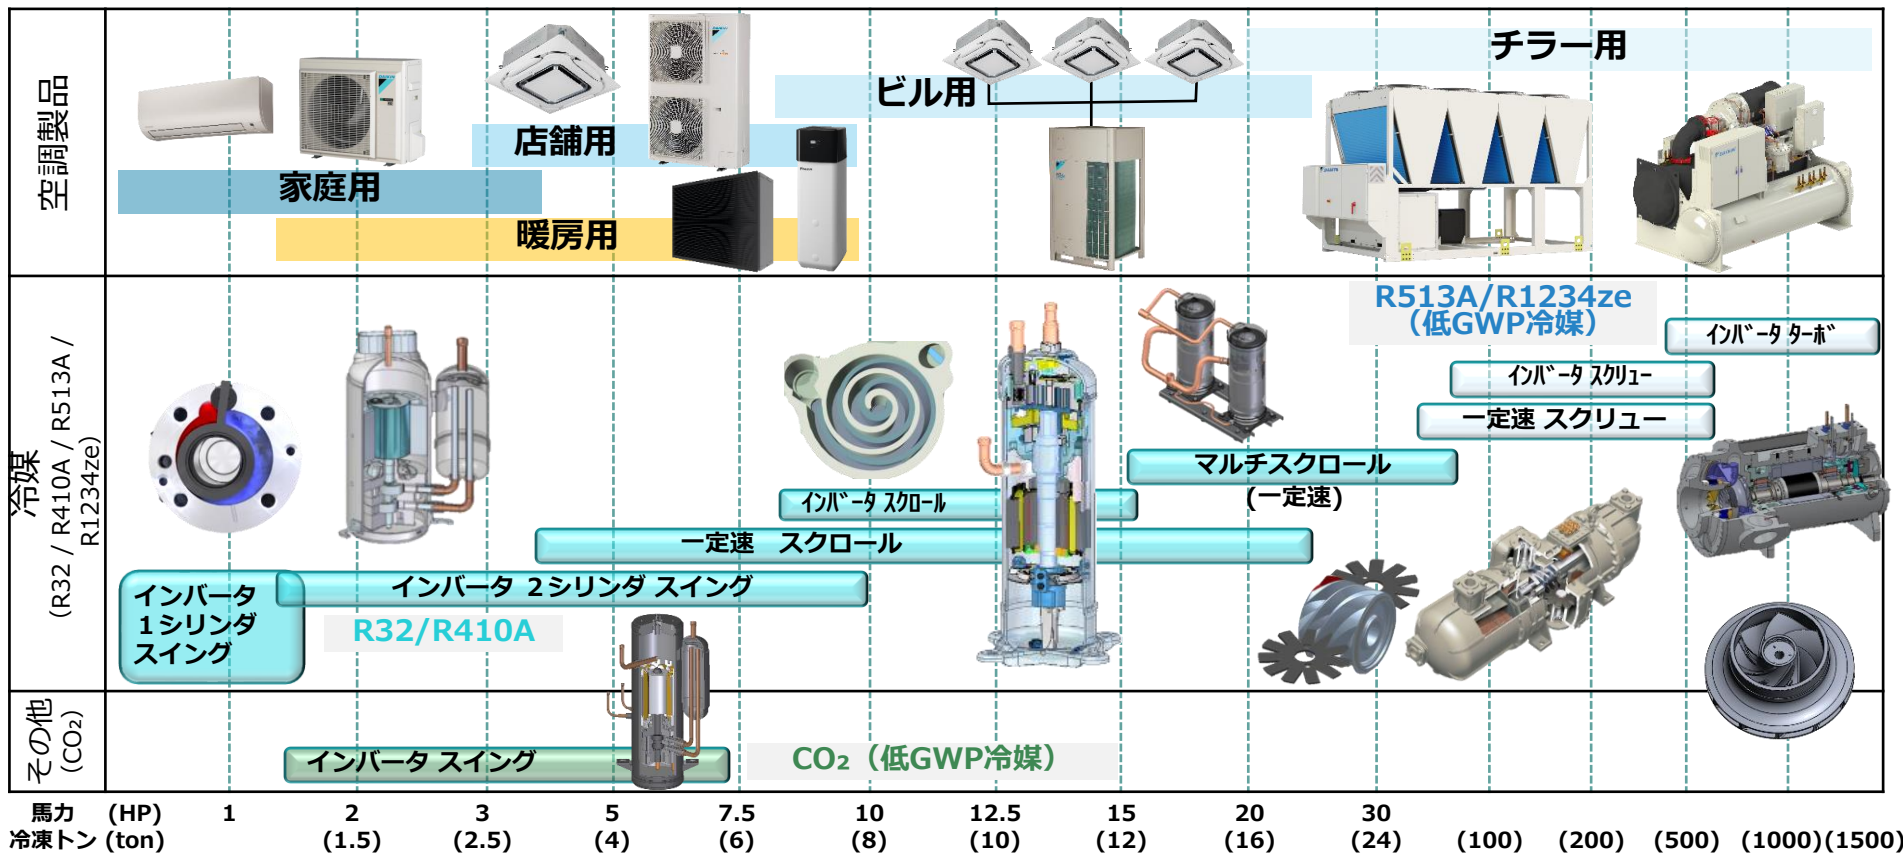 空調製品
家庭用
暖房用
店舗用
ビル用
チラー用
冷媒
(R32 / R410A / R513A /
R1234ze)
インバータ
１シリンダ
スイング
インバータ ２シリンダ スイング
R32/R410A
一定速 スクロール
ｲﾝﾊﾞｰﾀ ｽｸﾛｰﾙ
マルチスクロール
(一定速)
R513A/R1234ze
（低GWP冷媒）
ｲﾝﾊﾞｰﾀ ﾀｰﾎﾞ
ｲﾝﾊﾞｰﾀ ｽｸﾘｭｰ
一定速 スクリュー
その他
(CO₂)
インバータ スイング
CO₂（低GWP冷媒）
馬力 (HP) 1 2 3 5 7.5 10 12.5 15 20 30
冷凍トン (ton) (1.5) (2.5) (4) (6) (8) (10) (12) (16) (24) (100) (200) (500) (1000) (1500)